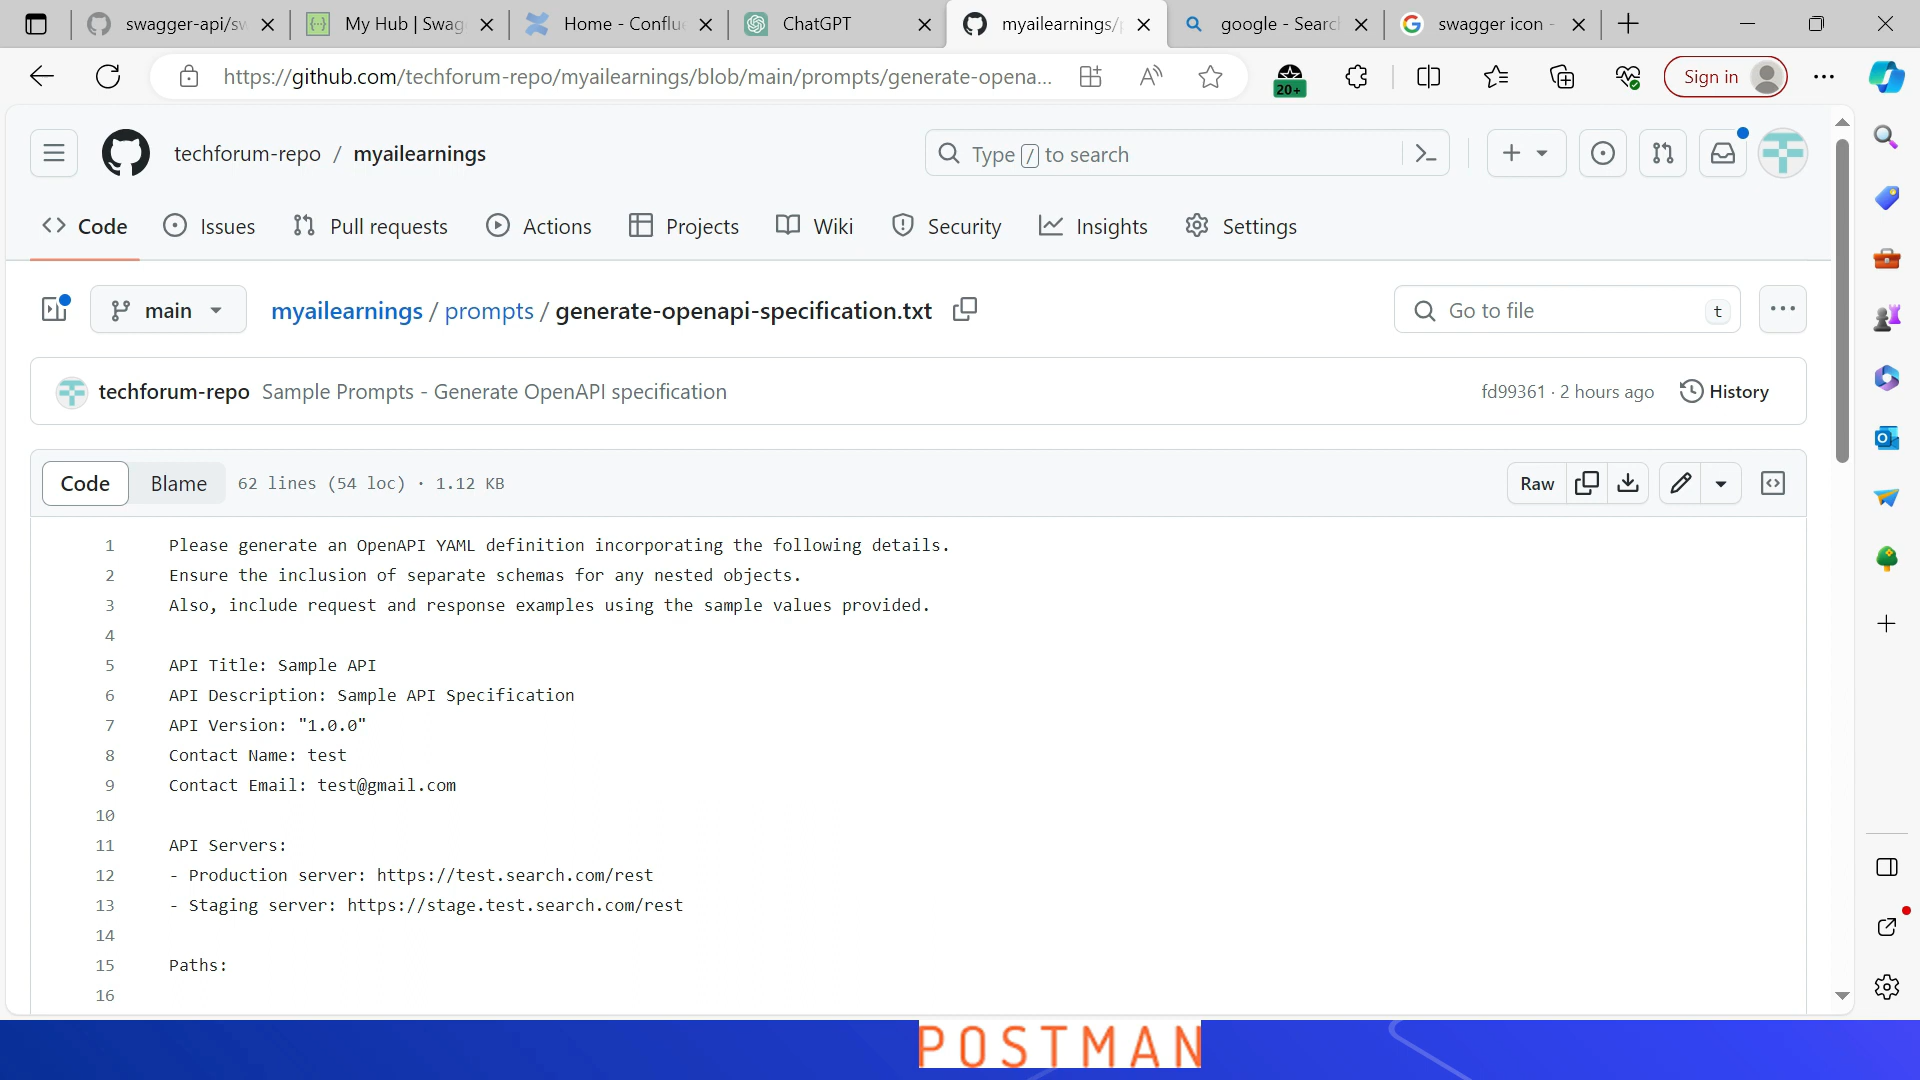 swagger-api/sw
My Hub | Swag
Home - Conflu
ChatGPT
myailearnings/p
google - Search
swagger icon -
https://github.com/techforum-repo/myailearnings/blob/main/prompts/generate-opena...
20+
Sign in
techforum-repo / myailearnings
Type / to search
Code
Issues
Pull requests
Actions
Projects
Wiki
Security
Insights
Settings
main
myailearnings / prompts / generate-openapi-specification.txt
Go to file
t
techforum-repo Sample Prompts - Generate OpenAPI specification
fd99361 · 2 hours ago
History
Code
Blame
62 lines (54 loc) · 1.12 KB
Raw
1 Please generate an OpenAPI YAML definition incorporating the following details.
2 Ensure the inclusion of separate schemas for any nested objects.
3 Also, include request and response examples using the sample values provided.
4
5 API Title: Sample API
6 API Description: Sample API Specification
7 API Version: "1.0.0"
8 Contact Name: test
9 Contact Email: test@gmail.com
10
11 API Servers:
12 - Production server: https://test.search.com/rest
13 - Staging server: https://stage.test.search.com/rest
14
15 Paths:
16
POSTMAN